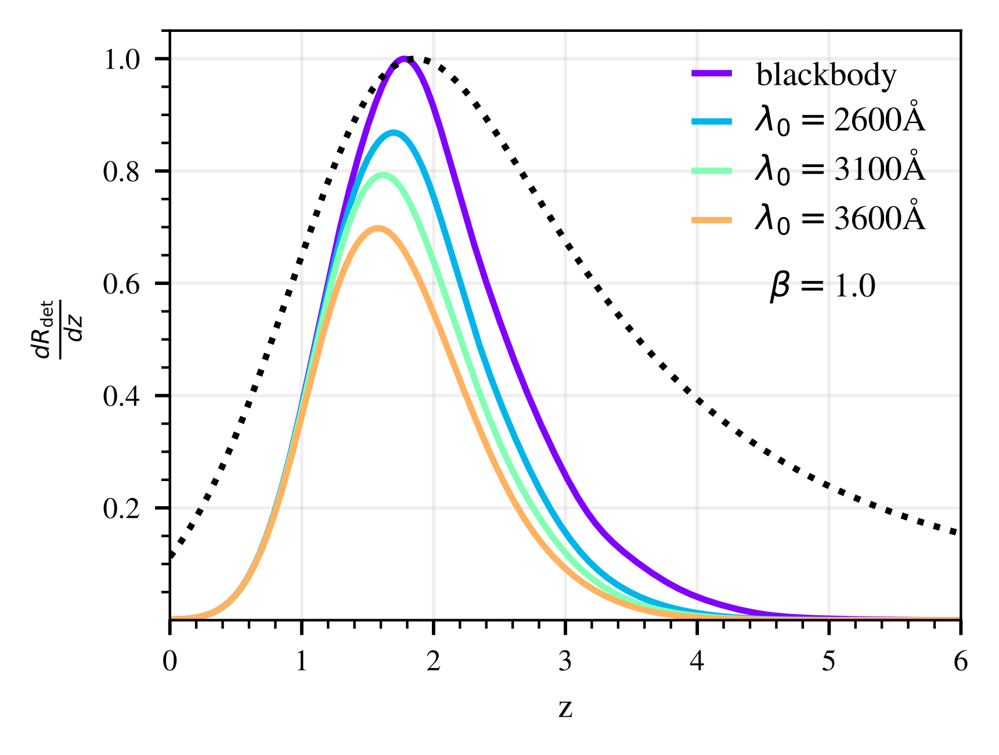 1.0
0.8
0.6
0.4
0.2
dR_det
dz
blackbody
λ₀ = 2600Å
λ₀ = 3100Å
λ₀ = 3600Å
β = 1.0
0 1 2 3 4 5 6
z